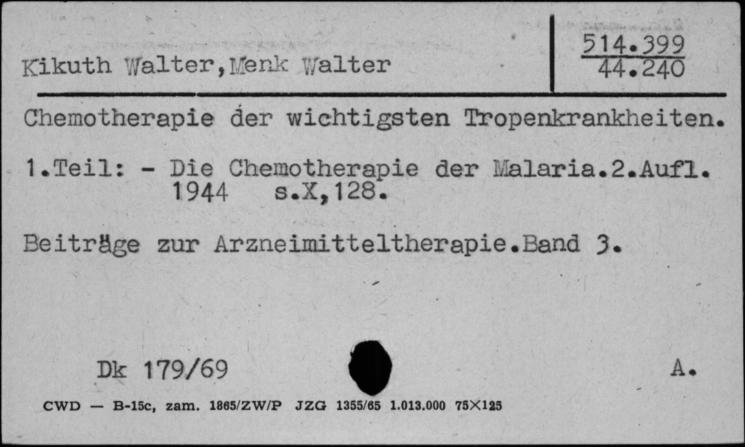 Kikuth Walter,Menk Walter
514.399
44.240
Chemotherapie der wichtigsten Tropenkrankheiten.
1.Teil: - Die Chemotherapie der Malaria.2.Aufl.
1944 s.X,128.
Beiträge zur Arzneimitteltherapie.Band 3.
Dk 179/69
A.
CWD — B-15c, zam. 1865/ZW/P JZG 1355/65 1.013.000 75×125